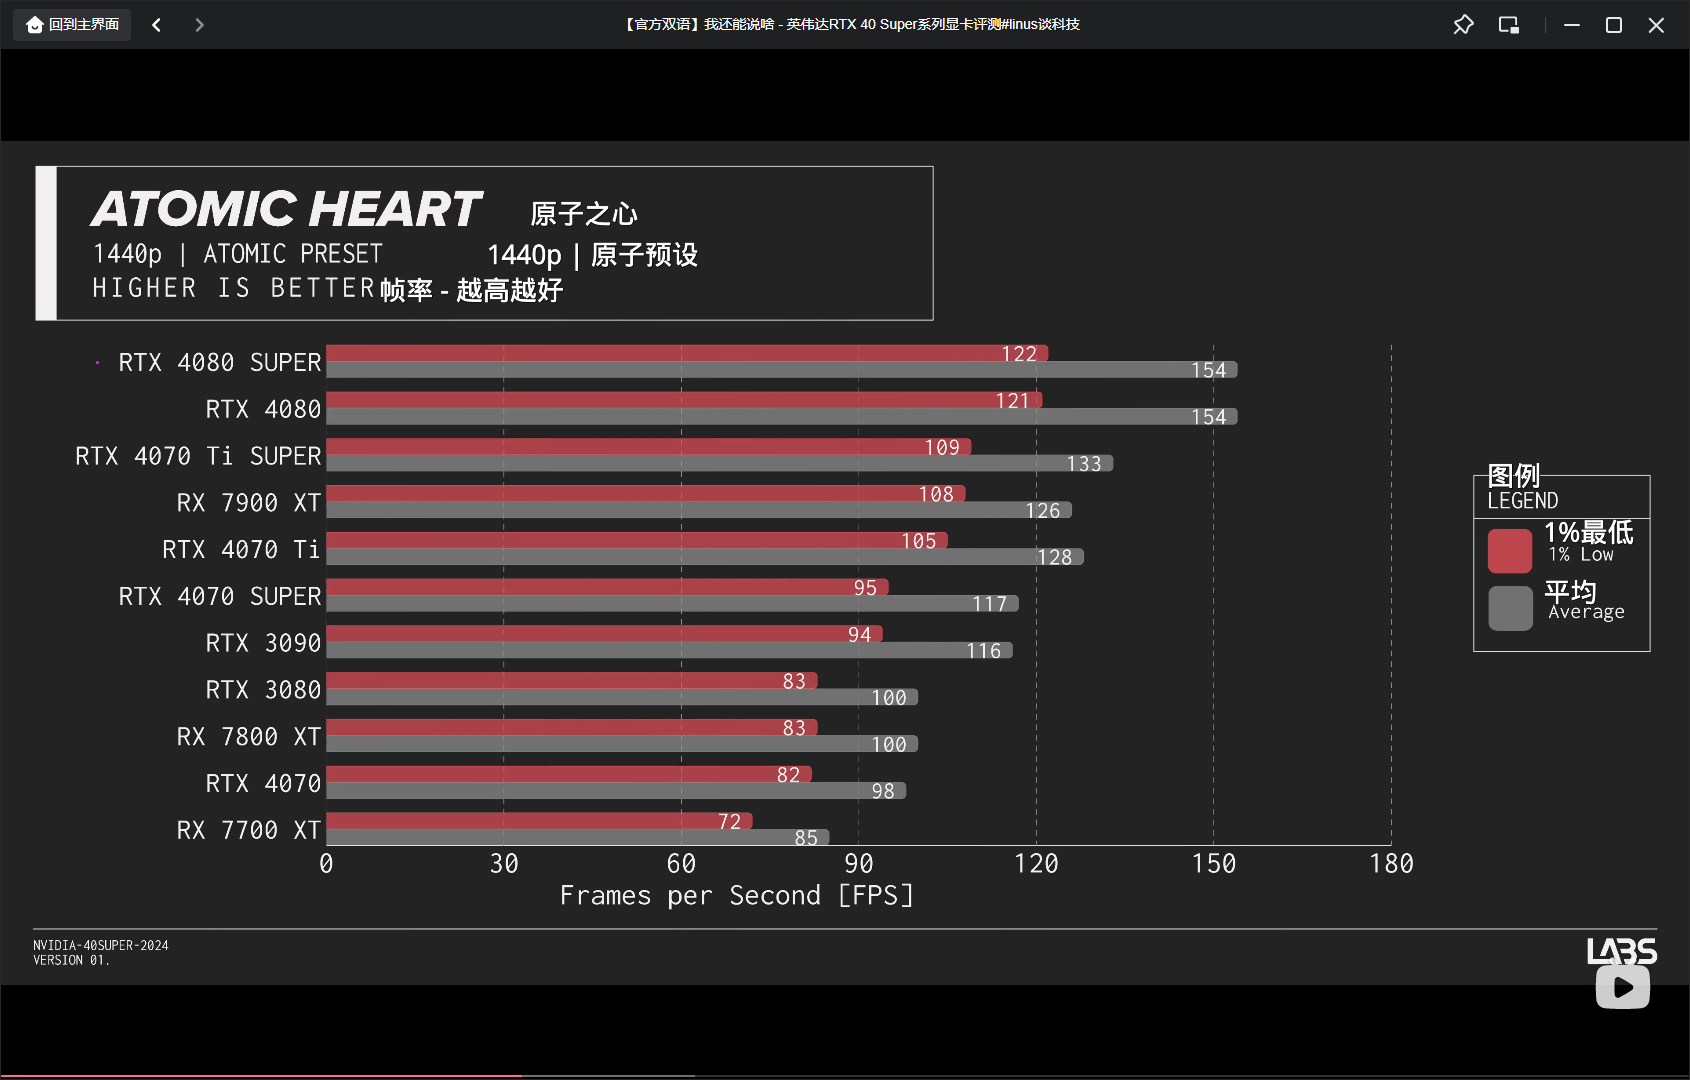 回到主界面
【官方双语】我还能说啥 - 英伟达RTX 40 Super系列显卡评测#linus谈科技
ATOMIC HEART 原子之心
1440p | ATOMIC PRESET 1440p | 原子预设
HIGHER IS BETTER 帧率 - 越高越好
RTX 4080 SUPER 122 154
RTX 4080 121 154
RTX 4070 Ti SUPER 109 133
RX 7900 XT 108 126
RTX 4070 Ti 105 128
RTX 4070 SUPER 95 117
RTX 3090 94 116
RTX 3080 83 100
RX 7800 XT 83 100
RTX 4070 82 98
RX 7700 XT 72 85
0 30 60 90 120 150 180
Frames per Second [FPS]
图例
LEGEND
1%最低
1% Low
平均
Average
NVIDIA-40SUPER-2024
VERSION 01.
LABS